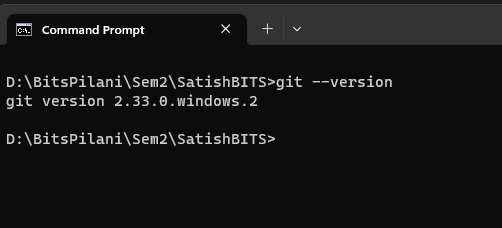 Command Prompt
D:\BitsPilani\Sem2\SatishBITS>git --version
git version 2.33.0.windows.2
D:\BitsPilani\Sem2\SatishBITS>